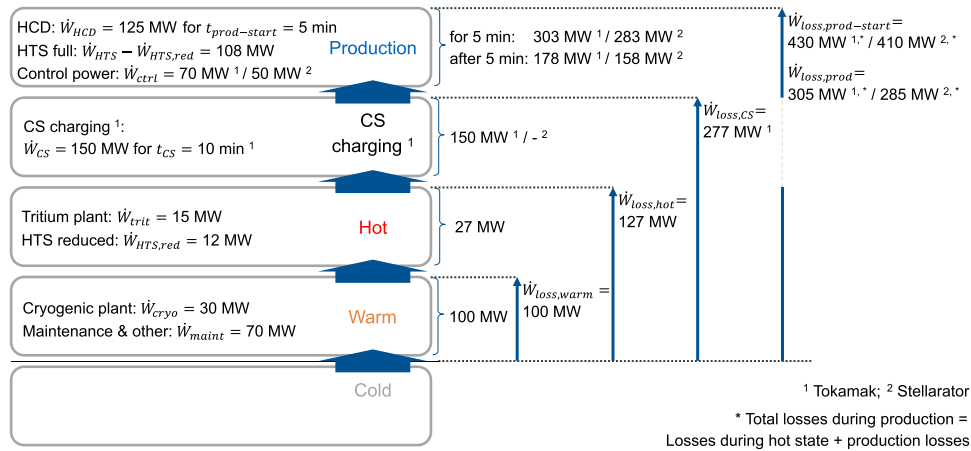 HCD: Ẇ_HCD = 125 MW for t_prod−start = 5 min
HTS full: Ẇ_HTS − Ẇ_HTS,red = 108 MW
Control power: Ẇ_ctrl = 70 MW ¹ / 50 MW ²
Production
for 5 min: 303 MW ¹ / 283 MW ²
after 5 min: 178 MW ¹ / 158 MW ²
Ẇ_loss,prod−start =
430 MW ¹,* / 410 MW ²,*
Ẇ_loss,prod =
305 MW ¹,* / 285 MW ²,*
CS charging ¹:
Ẇ_CS = 150 MW for t_CS = 10 min ¹
CS
charging ¹
150 MW ¹ / - ²
Ẇ_loss,CS =
277 MW ¹
Tritium plant: Ẇ_trit = 15 MW
HTS reduced: Ẇ_HTS,red = 12 MW
Hot
27 MW
Ẇ_loss,hot =
127 MW
Cryogenic plant: Ẇ_cryo = 30 MW
Maintenance & other: Ẇ_maint = 70 MW
Warm
100 MW
Ẇ_loss,warm =
100 MW
Cold
¹ Tokamak; ² Stellarator
* Total losses during production =
Losses during hot state + production losses